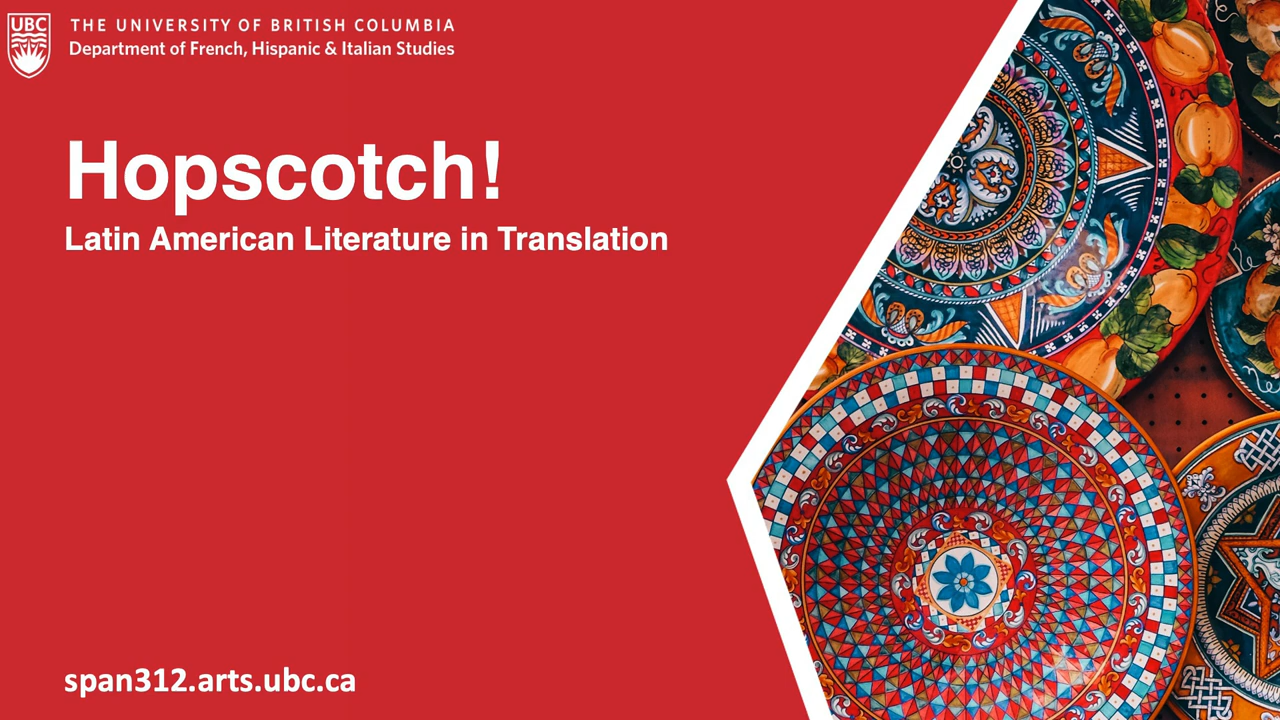 UBC
THE UNIVERSITY OF BRITISH COLUMBIA
Department of French, Hispanic & Italian Studies
Hopscotch!
Latin American Literature in Translation
span312.arts.ubc.ca